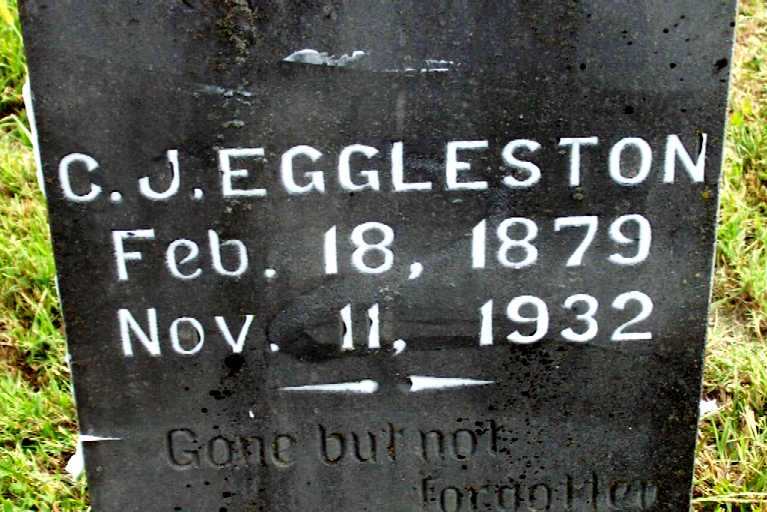 C. J. EGGLESTON
Feb. 18, 1879
Nov. 11, 1932
Gone but not
forgotten